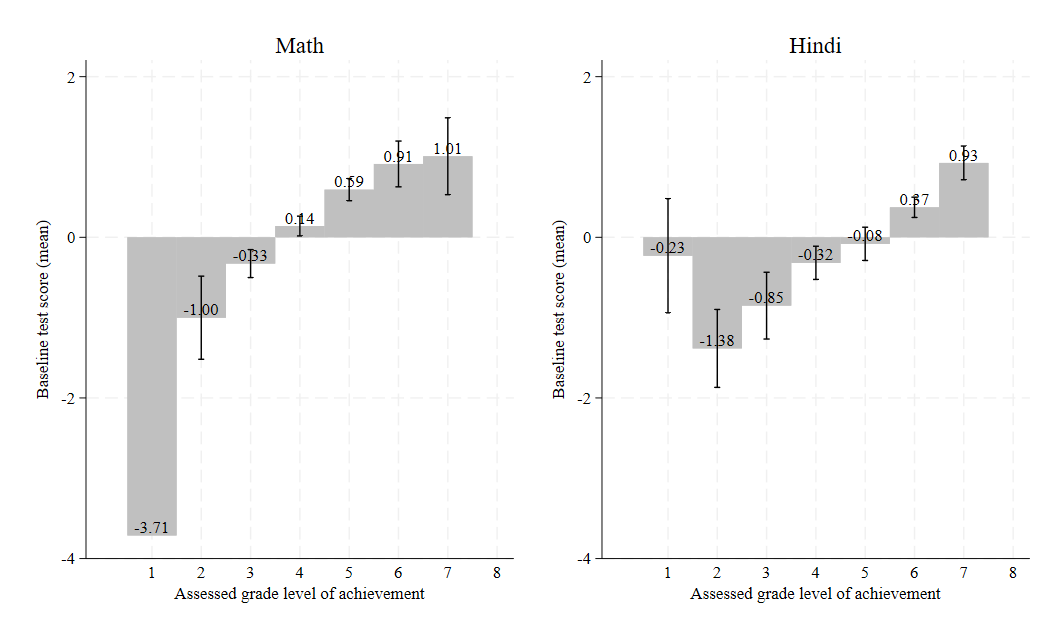 Math
Baseline test score (mean)
2
0
-2
-4
-3.71
-1.00
-0.33
0.14
0.59
0.91
1.01
1 2 3 4 5 6 7 8
Assessed grade level of achievement
Hindi
Baseline test score (mean)
2
0
-2
-4
-0.23
-1.38
-0.85
-0.32
-0.08
0.37
0.93
1 2 3 4 5 6 7 8
Assessed grade level of achievement